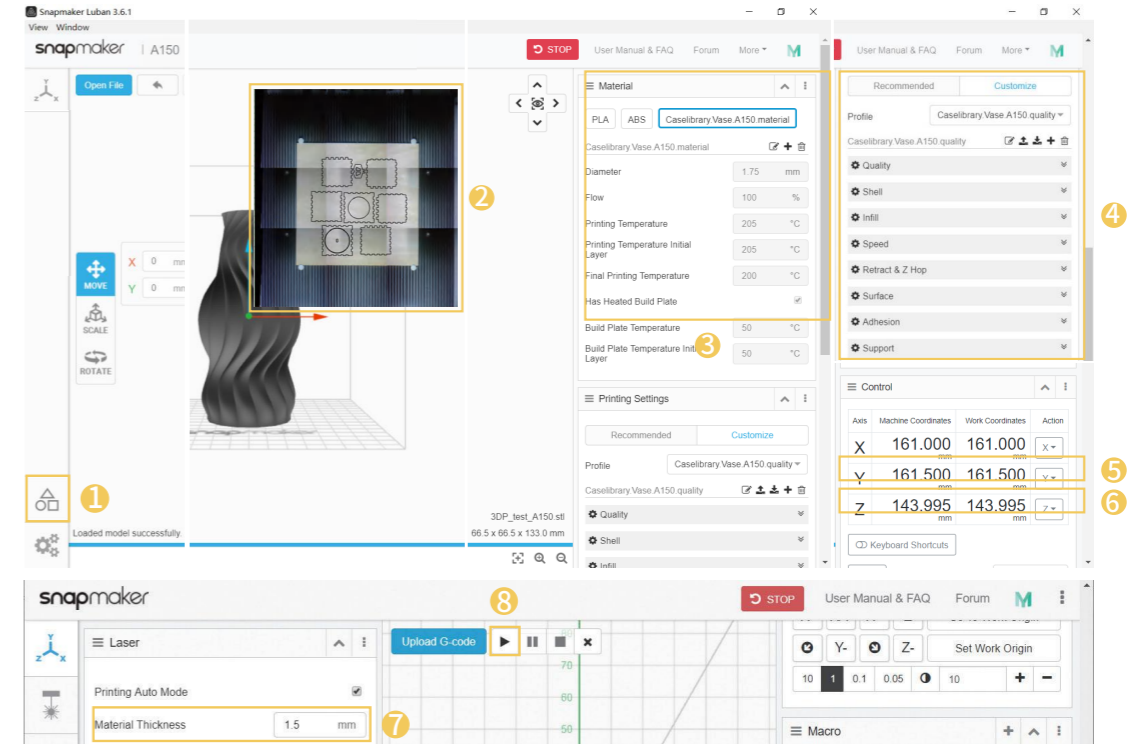 Snapmaker Luban 3.6.1
View Window
snapmaker | A150
STOP User Manual & FAQ Forum More M
User Manual & FAQ Forum More M
Open File
Z Y X
1
2
MOVE
X 0 mm
Y 0 mm
SCALE
ROTATE
Loaded model successfully.
3DP_test_A150.stl
66.5 x 66.5 x 133.0 mm
Material
PLA ABS Caselibrary.Vase.A150.material
Caselibrary.Vase.A150.material
Diameter 1.75 mm
Flow 100 %
Printing Temperature 205 °C
Printing Temperature Initial
Layer 205 °C
Final Printing Temperature 200 °C
Has Heated Build Plate
Build Plate Temperature 50 °C
3
Build Plate Temperature Initial
Layer 50 °C
Printing Settings
Recommended Customize
Profile Caselibrary.Vase.A150.quality
Caselibrary.Vase.A150.quality
Quality
Shell
Infill
Recommended Customize
Profile Caselibrary.Vase.A150.quality
Caselibrary.Vase.A150.quality
Quality
Shell
Infill
4
Speed
Retract & Z Hop
Surface
Adhesion
Support
Control
Axis Machine Coordinates Work Coordinates Action
X 161.000 mm 161.000 mm X
Y 161.500 mm 161.500 mm Y
5
Z 143.995 mm 143.995 mm Z
6
Keyboard Shortcuts
snapmaker
8
STOP User Manual & FAQ Forum M
Z Y X
Laser
Upload G-code
Printing Auto Mode
Material Thickness 1.5 mm
7
70
60
50
Y- Z- Set Work Origin
10 1 0.1 0.05 10 + −
Macro